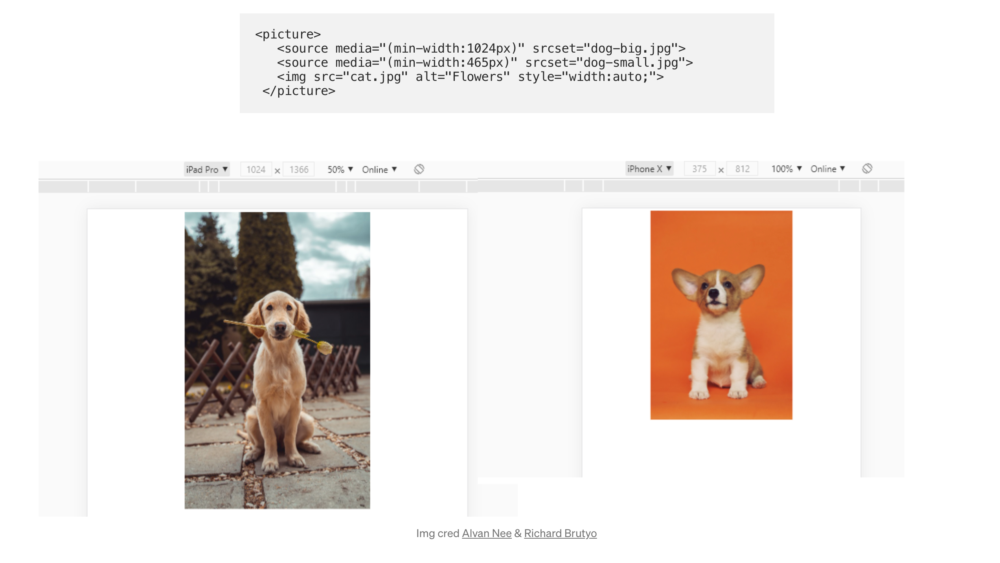 <picture>
<source media="(min-width:1024px)" srcset="dog-big.jpg">
<source media="(min-width:465px)" srcset="dog-small.jpg">
<img src="cat.jpg" alt="Flowers" style="width:auto;">
</picture>
iPad Pro ▼ 1024 × 1366 50% ▼ Online ▼
iPhone X ▼ 375 × 812 100% ▼ Online ▼
Img cred Alvan Nee & Richard Brutyo